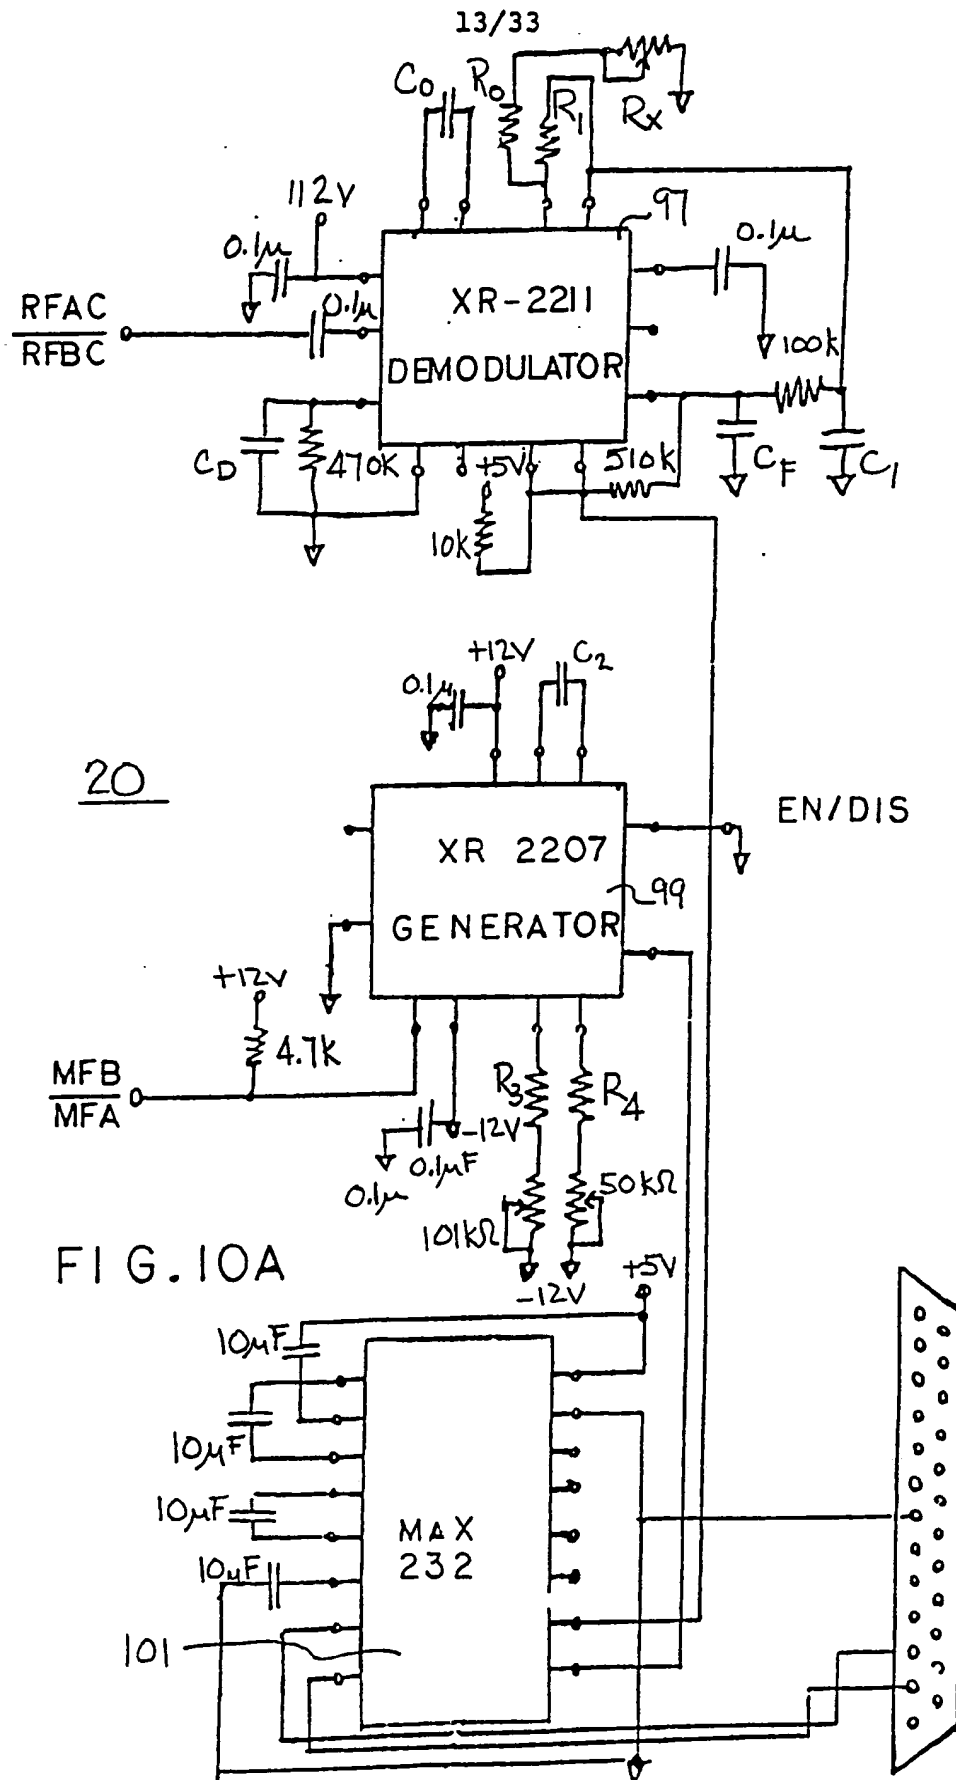 13/33
C0
R0
R1
Rx
112V
97
0.1μ
0.1μ
RFAC
0.1μ
XR-2211
RFBC
100k
DEMODULATOR
CD
470k
+5V
510k
CF
C1
10k
+12V
C2
0.1μ
20
EN/DIS
XR 2207
99
GENERATOR
+12V
4.7k
MFB
MFA
R3
R4
-12V
0.1μF
0.1μ
50kΩ
101kΩ
FIG.10A
-12V
+5V
10μF
10μF
10μF
MAX
232
10μF
101